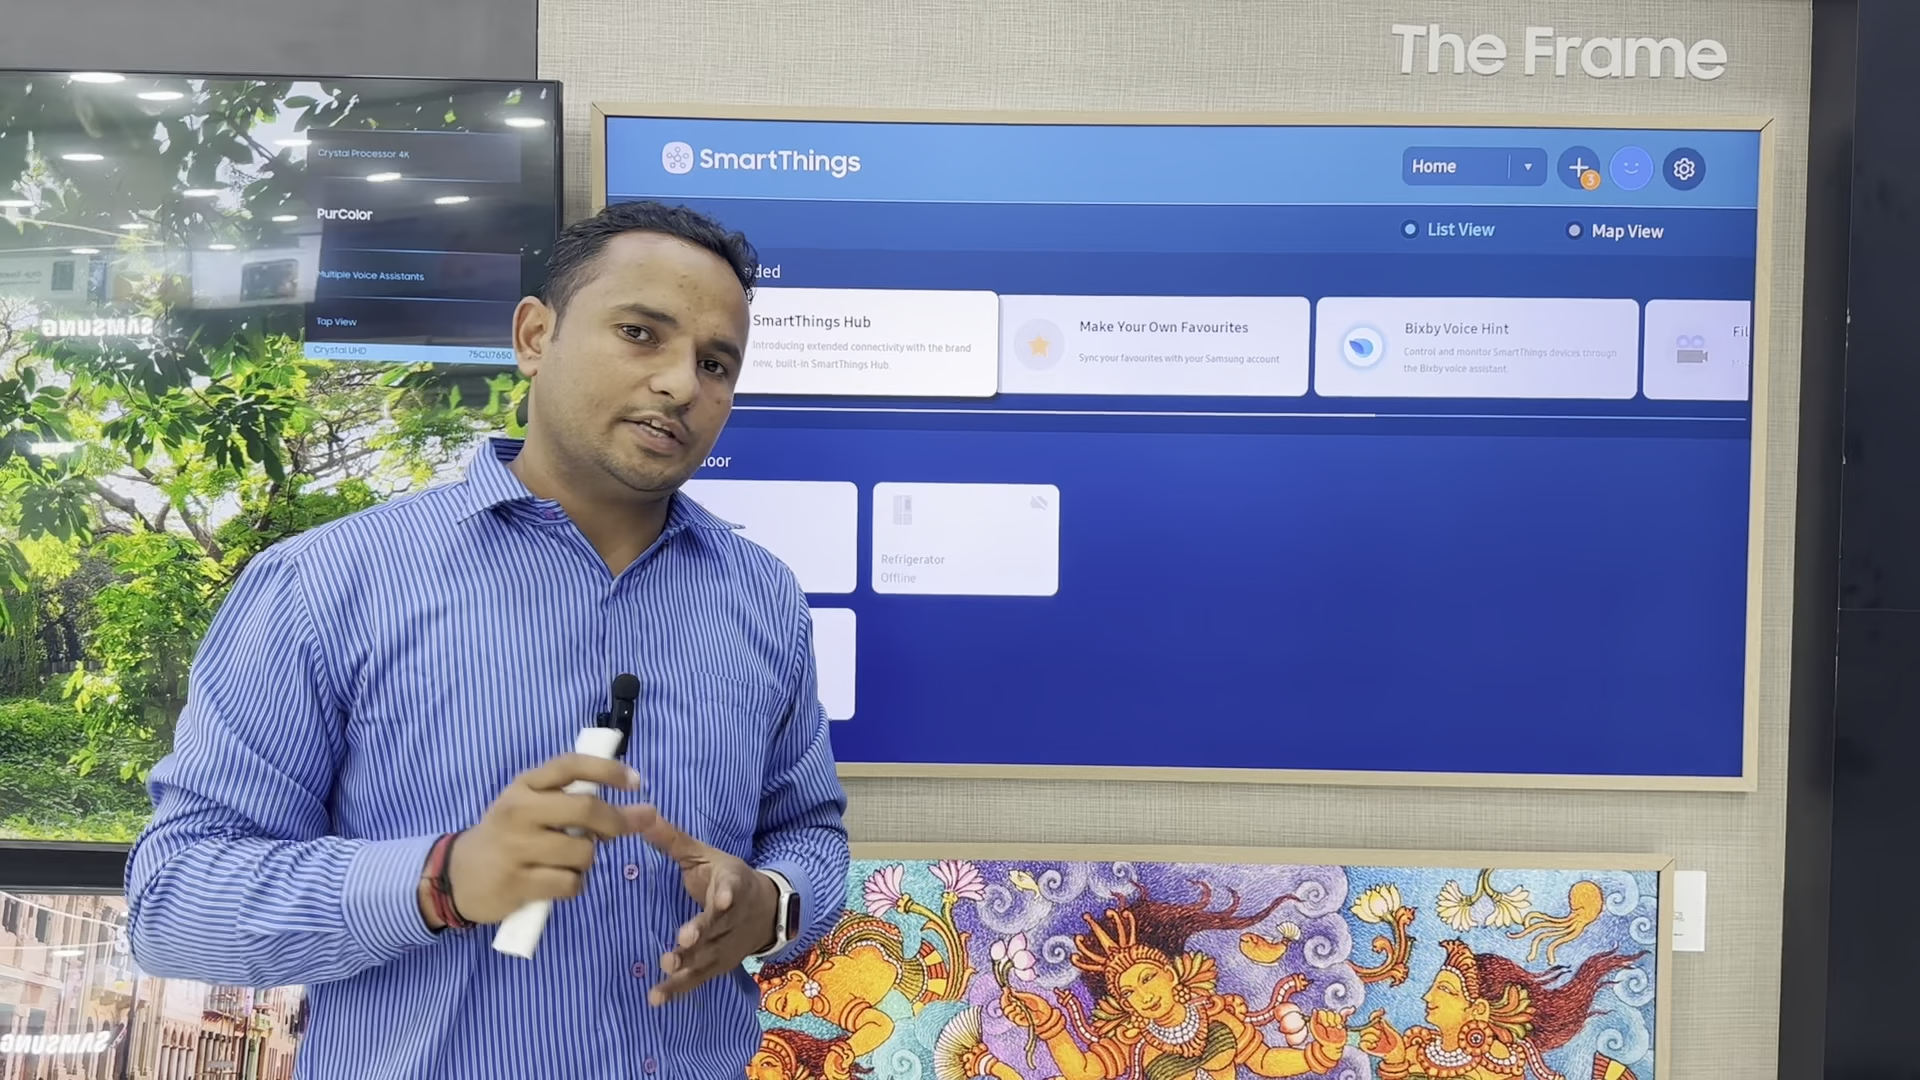 The Frame
Crystal Processor 4K
PurColor
Multiple Voice Assistants
Tap View
Crystal UHD
75CU7650
SAMSUNG
SmartThings
Home
3
List View
Map View
ded
SmartThings Hub
Introducing extended connectivity with the brand
new, built-in SmartThings Hub.
Make Your Own Favourites
Sync your favourites with your Samsung account
Bixby Voice Hint
Control and monitor SmartThings devices through
the Bixby voice assistant.
Fil
door
Refrigerator
Offline
SAMSUNG